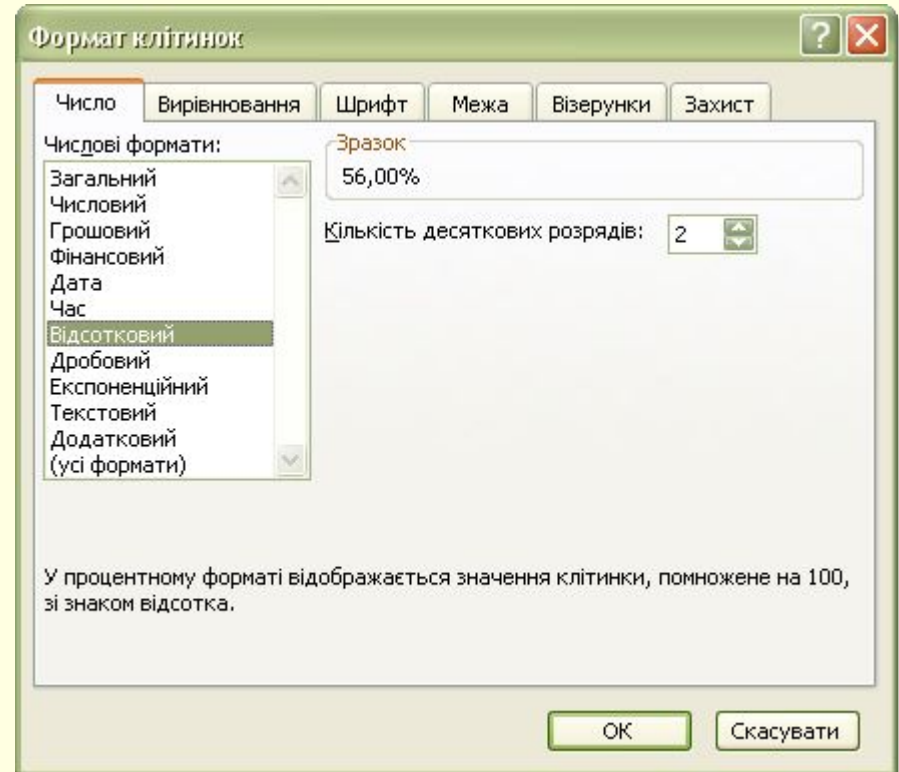 Формат клітинок
Число Вирівнювання Шрифт Межа Візерунки Захист
Числові формати:
Загальний
Числовий
Грошовий
Фінансовий
Дата
Час
Відсотковий
Дробовий
Експоненційний
Текстовий
Додатковий
(усі формати)
Зразок
56,00%
Кількість десяткових розрядів: 2
У процентному форматі відображається значення клітинки, помножене на 100,
зі знаком відсотка.
ОК Скасувати